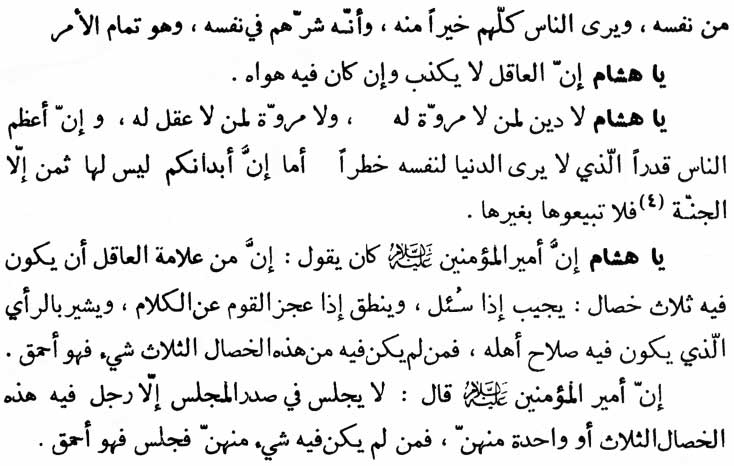 من نفسه ، ويرى الناس كلّهم خيراً منه ، وأنّه شرّهم في نفسه ، وهو تمام الأمر
يا هشام إنّ العاقل لا يكذب وإن كان فيه هواه .
يا هشام لا دين لمن لا مروّة له ، ولا مروّة لمن لا عقل له ، و إنّ أعظم
الناس قدراً الّذي لا يرى الدنيا لنفسه خطراً أما إنَّ أبدانكم ليس لها ثمن إلّا
الجنّة (٤) فلا تبيعوها بغيرها .
يا هشام إنَّ أمير المؤمنين عليه السلام كان يقول : إنَّ من علامة العاقل أن يكون
فيه ثلاث خصال : يجيب إذا سُئل ، وينطق إذا عجز القوم عن الكلام ، ويشير بالرأي
الّذي يكون فيه صلاح أهله ، فمن لم يكن فيه من هذه الخصال الثلاث شيء فهو أحمق .
إنّ أمير المؤمنين عليه السلام قال : لا يجلس في صدر المجلس إلّا رجل فيه هذه
الخصال الثلاث أو واحدة منهنّ ، فمن لم يكن فيه شيء منهنّ فجلس فهو أحمق .